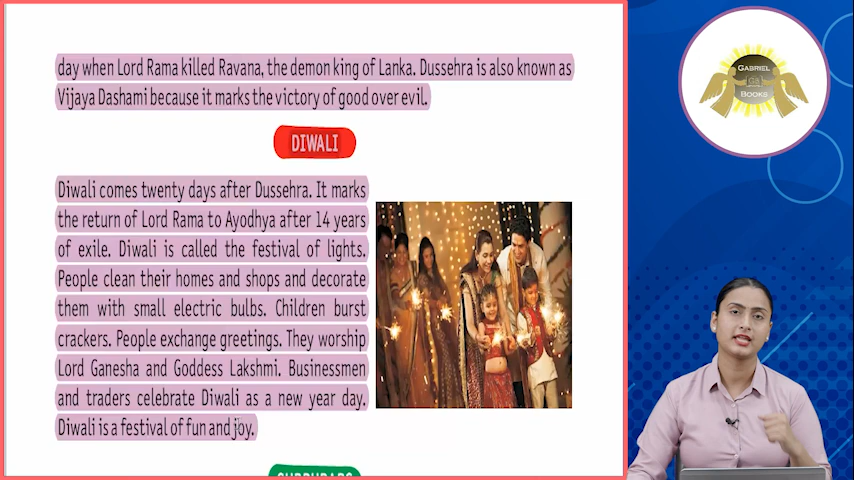 day when Lord Rama killed Ravana, the demon king of Lanka. Dussehra is also known as
Vijaya Dashami because it marks the victory of good over evil.
DIWALI
Diwali comes twenty days after Dussehra. It marks
the return of Lord Rama to Ayodhya after 14 years
of exile. Diwali is called the festival of lights.
People clean their homes and shops and decorate
them with small electric bulbs. Children burst
crackers. People exchange greetings. They worship
Lord Ganesha and Goddess Lakshmi. Businessmen
and traders celebrate Diwali as a new year day.
Diwali is a festival of fun and joy.
GABRIEL
GB
BOOKS